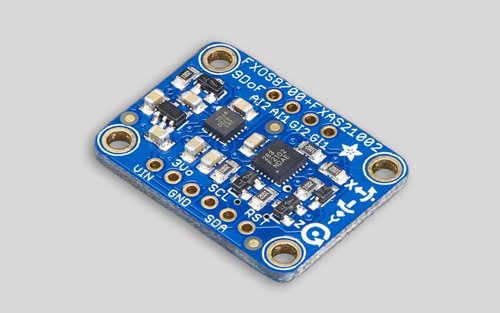 FXOS8700+FXAS21002
9DoF
AI2 AI1 GI2 GI1
VIN 3Vo GND SCL SDA RST
X
Y
Z